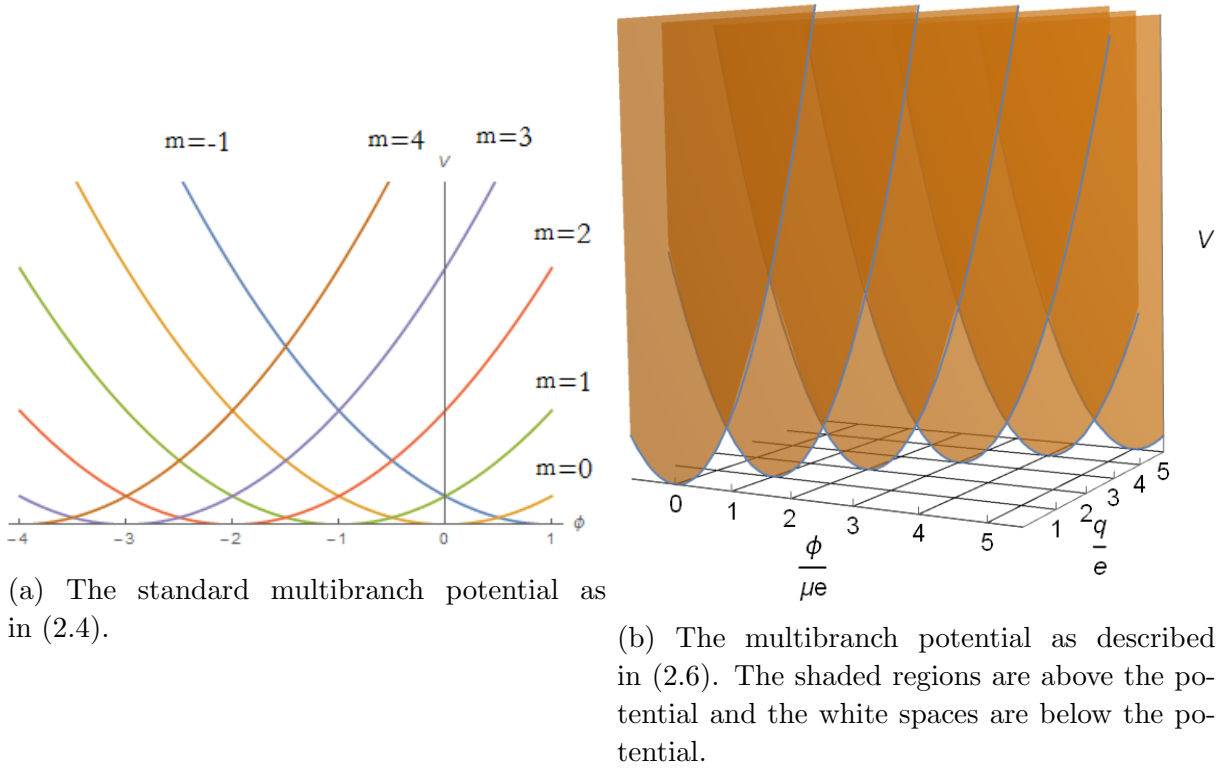 m=-1
m=4
m=3
V
m=2
m=1
m=0
ϕ
-4 -3 -2 -1 0 1
(a) The standard multibranch potential as
in (2.4).
V
0 1 2 3 4 5
ϕ
μe
1 2 3 4 5
q
e
(b) The multibranch potential as described
in (2.6). The shaded regions are above the po-
tential and the white spaces are below the po-
tential.